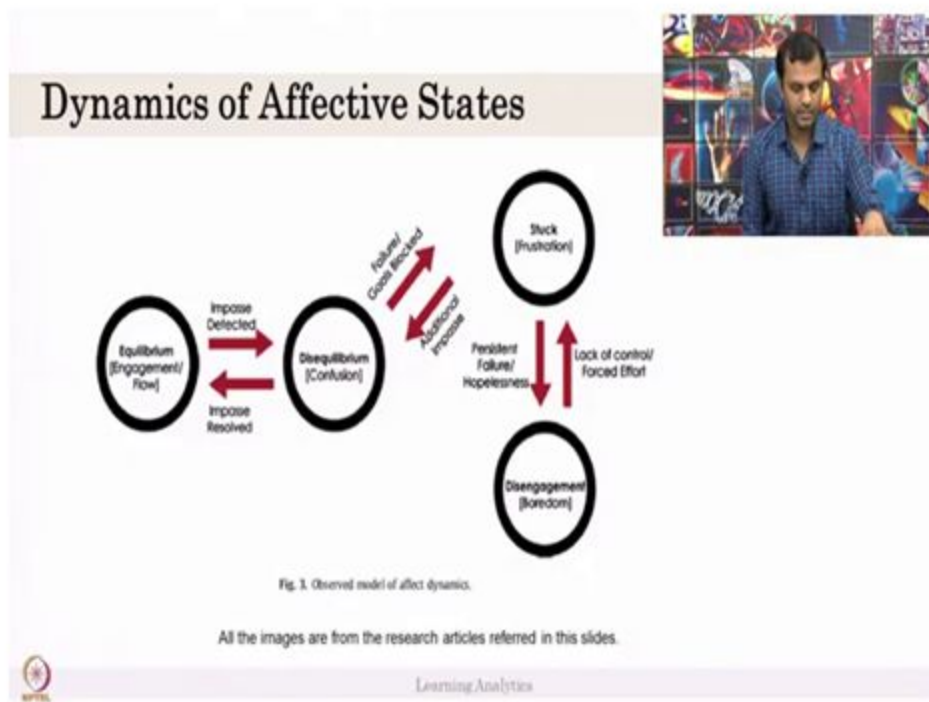 Dynamics of Affective States
Stuck
[Frustration]
Failure/
Goals Blocked
Additional
Impasse
Impasse
Detected
Equilibrium
[Engagement/
Flow]
Disequilibrium
[Confusion]
Impasse
Resolved
Persistent
Failure/
Hopelessness
Lack of control/
Forced Effort
Disengagement
[Boredom]
Fig. 3. Observed model of affect dynamics.
All the images are from the research articles referred in this slides.
NPTEL
Learning Analytics